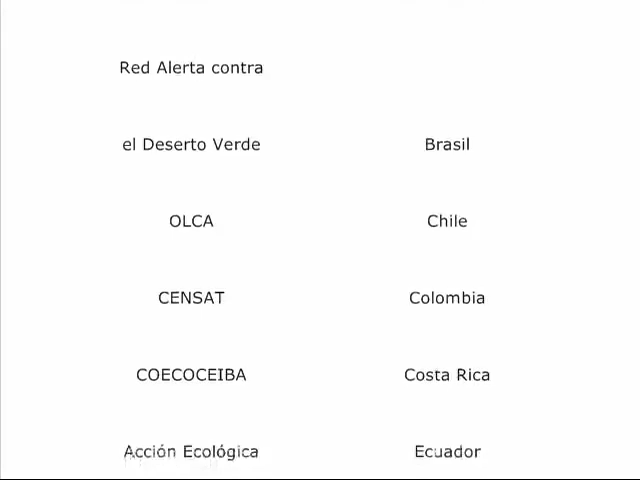 Red Alerta contra
el Deserto Verde Brasil
OLCA Chile
CENSAT Colombia
COECOCEIBA Costa Rica
Acción Ecológica Ecuador